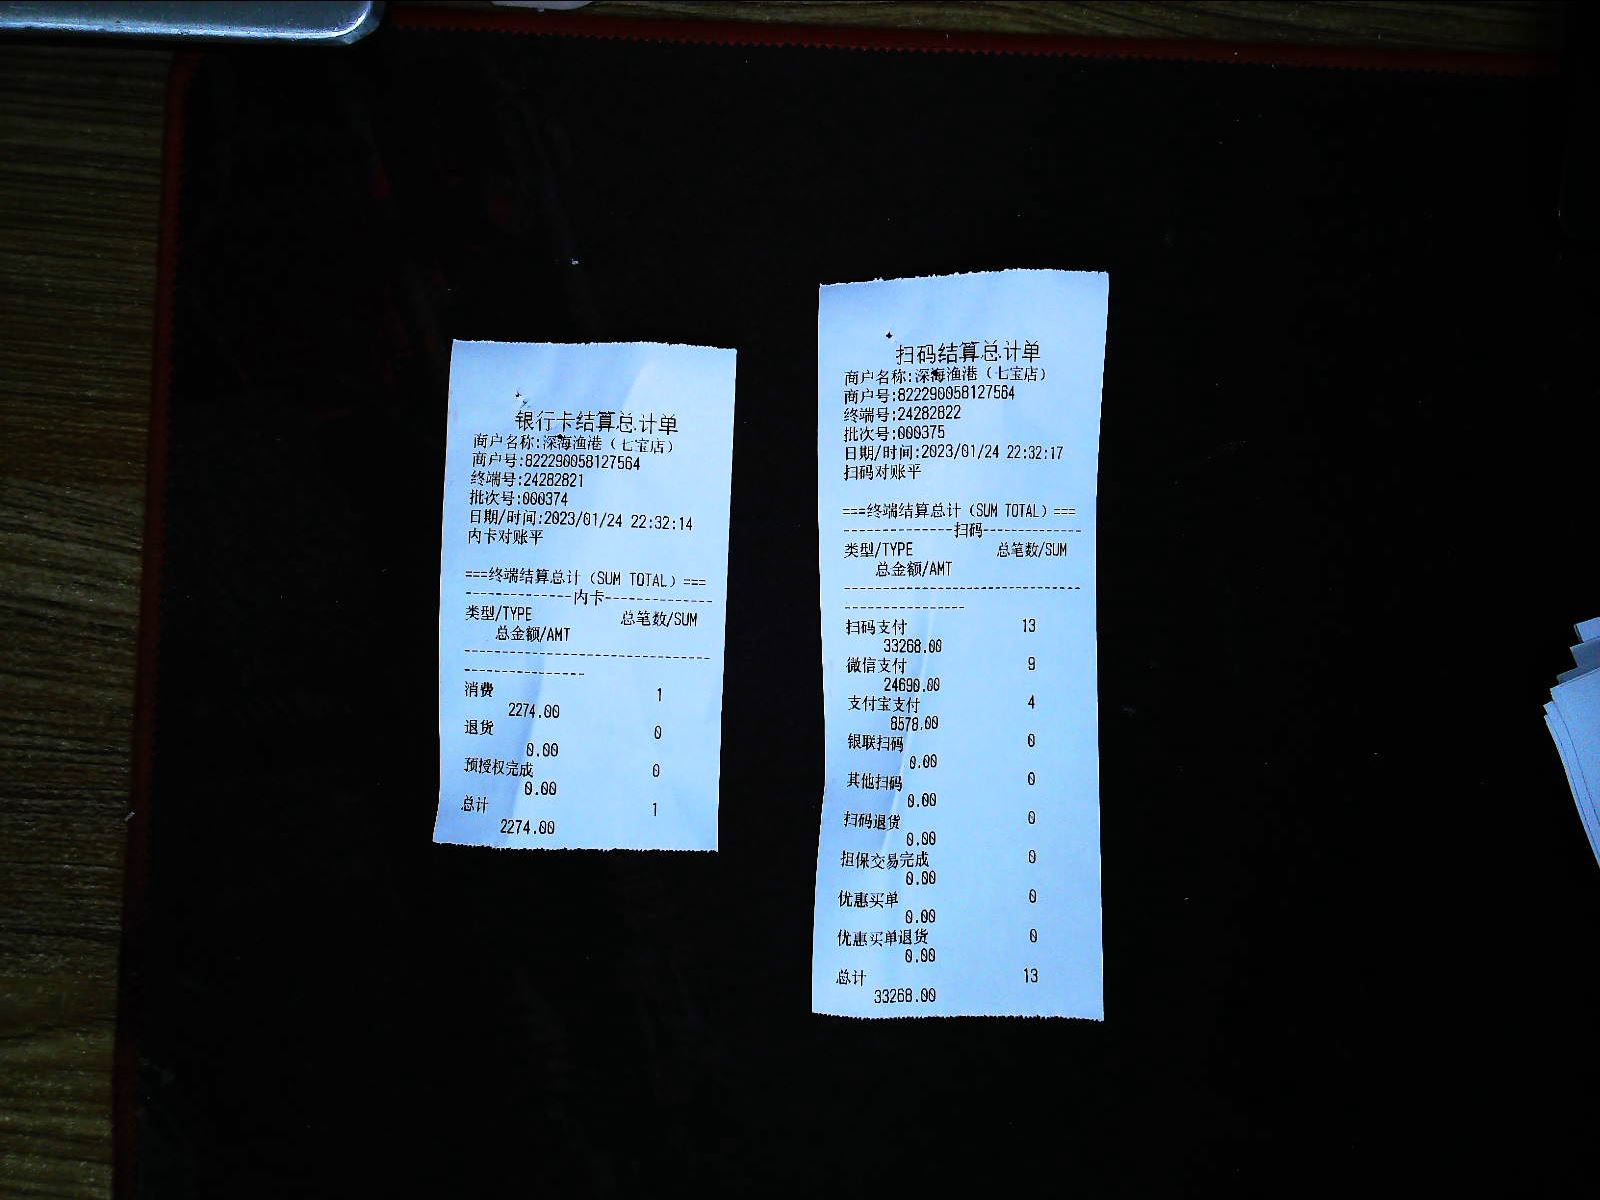 银行卡结算总计单
商户名称:深海渔港（七宝店）
商户号:822290058127564
终端号:24282821
批次号:000374
日期/时间:2023/01/24 22:32:14
内卡对账平
===终端结算总计（SUM TOTAL）===
--------------内卡--------------
类型/TYPE 总笔数/SUM
总金额/AMT
---------------------------------
----------------
消费 1
2274.00
退货 0
0.00
预授权完成 0
0.00
总计 1
2274.00
扫码结算总计单
商户名称:深海渔港（七宝店）
商户号:822290058127564
终端号:24282822
批次号:000375
日期/时间:2023/01/24 22:32:17
扫码对账平
===终端结算总计（SUM TOTAL）===
--------------扫码--------------
类型/TYPE 总笔数/SUM
总金额/AMT
--------------------------------
----------------
扫码支付 13
33268.00
微信支付 9
24690.00
支付宝支付 4
8578.00
银联扫码 0
0.00
其他扫码 0
0.00
扫码退货 0
0.00
担保交易完成 0
0.00
优惠买单 0
0.00
优惠买单退货 0
0.00
总计 13
33268.00